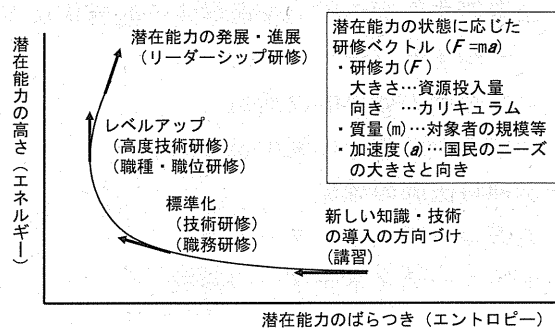 潜在能力の高さ（エネルギー）
潜在能力の発展・進展
（リーダーシップ研修）
レベルアップ
（高度技術研修）
（職種・職位研修）
標準化
（技術研修）
（職務研修）
新しい知識・技術
の導入の方向づけ
（講習）
潜在能力の状態に応じた
研修ベクトル（F=ma）
・研修力（F）
大きさ…資源投入量
向き …カリキュラム
・質量(m)…対象者の規模等
・加速度(a)…国民のニーズ
の大きさと向き
潜在能力のばらつき（エントロピー）